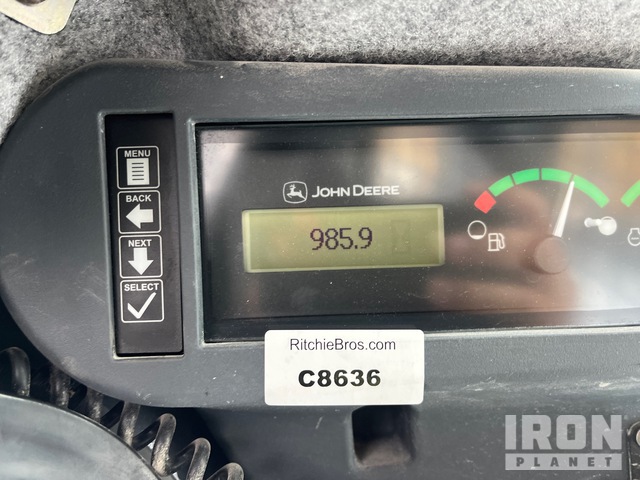 MENU
BACK
NEXT
SELECT
JOHN DEERE
985.9
RitchieBros.com
C8636
IRON
PLANET